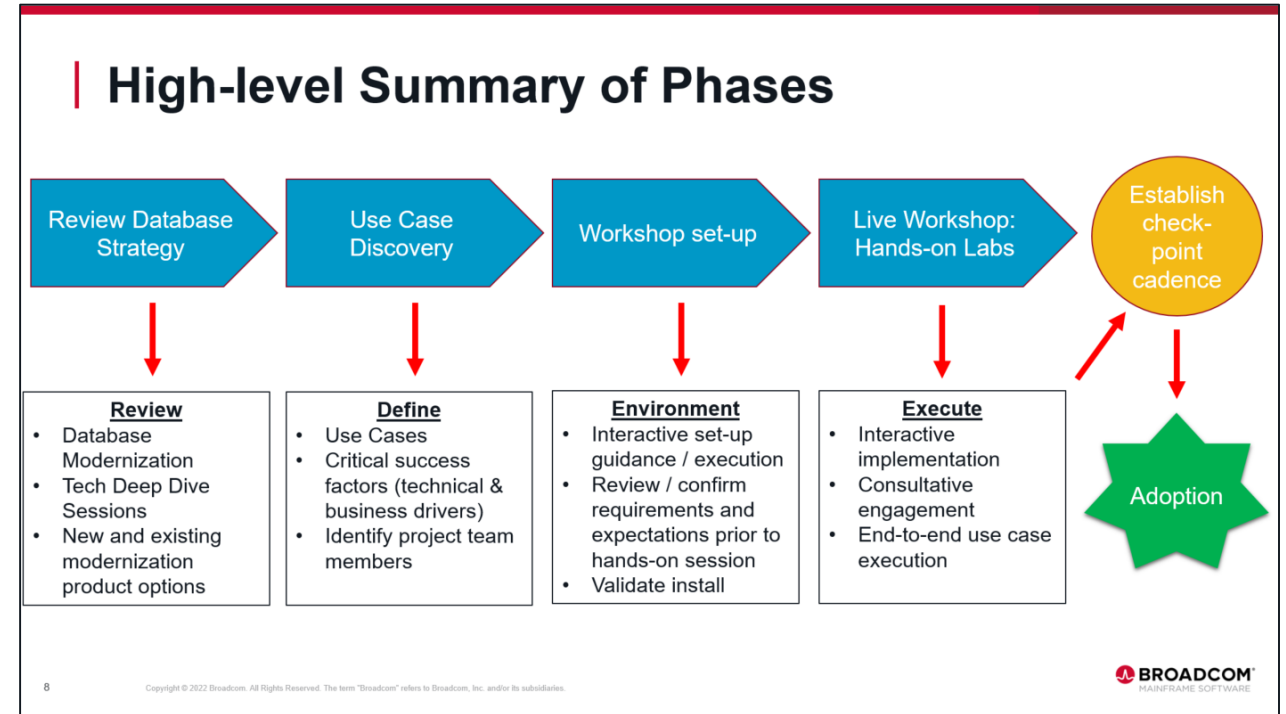 High-level Summary of Phases
Review Database
Strategy
Use Case
Discovery
Workshop set-up
Live Workshop:
Hands-on Labs
Establish
check-
point
cadence
Review
• Database
Modernization
• Tech Deep Dive
Sessions
• New and existing
modernization
product options
Define
• Use Cases
• Critical success
factors (technical &
business drivers)
• Identify project team
members
Environment
• Interactive set-up
guidance / execution
• Review / confirm
requirements and
expectations prior to
hands-on session
• Validate install
Execute
• Interactive
implementation
• Consultative
engagement
• End-to-end use case
execution
Adoption
8
Copyright © 2022 Broadcom. All Rights Reserved. The term "Broadcom" refers to Broadcom, Inc. and/or its subsidiaries.
BROADCOM
MAINFRAME SOFTWARE